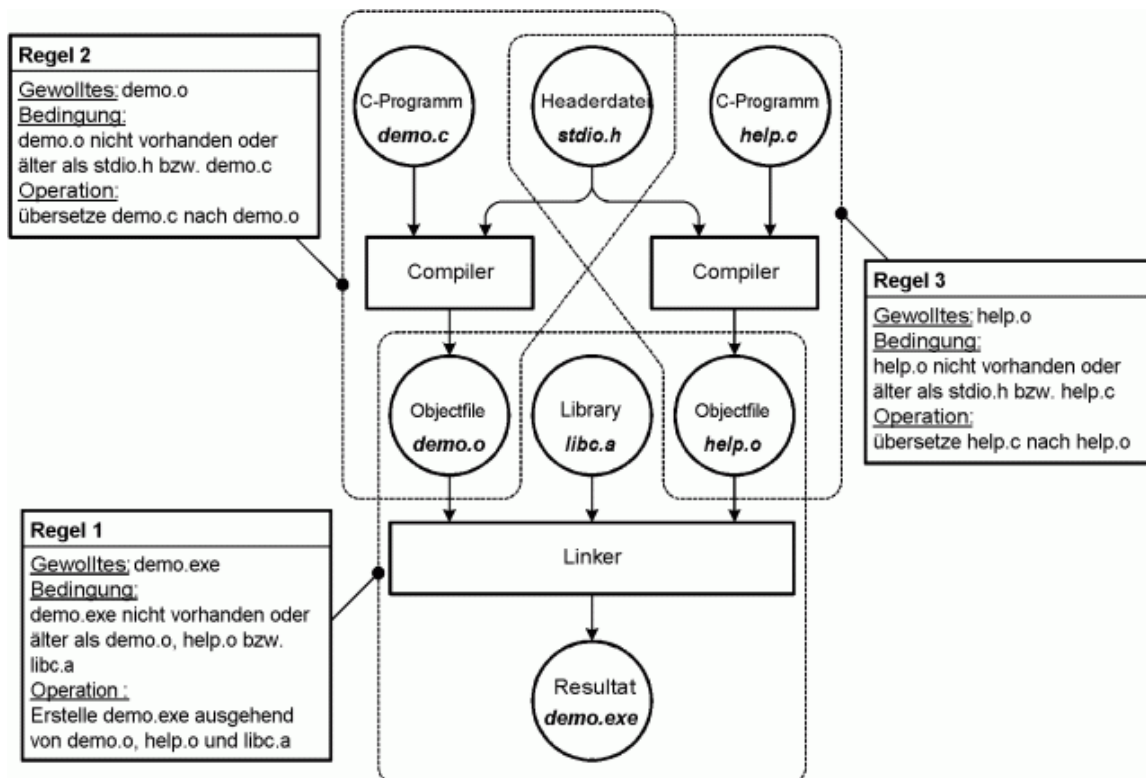 Regel 2
Gewolltes: demo.o
Bedingung:
demo.o nicht vorhanden oder
älter als stdio.h bzw. demo.c
Operation:
übersetze demo.c nach demo.o
C-Programm
demo.c
Headerdatei
stdio.h
C-Programm
help.c
Compiler
Compiler
Regel 3
Gewolltes: help.o
Bedingung:
help.o nicht vorhanden oder
älter als stdio.h bzw. help.c
Operation:
übersetze help.c nach help.o
Objectfile
demo.o
Library
libc.a
Objectfile
help.o
Regel 1
Gewolltes: demo.exe
Bedingung:
demo.exe nicht vorhanden oder
älter als demo.o, help.o bzw.
libc.a
Operation :
Erstelle demo.exe ausgehend
von demo.o, help.o und libc.a
Linker
Resultat
demo.exe